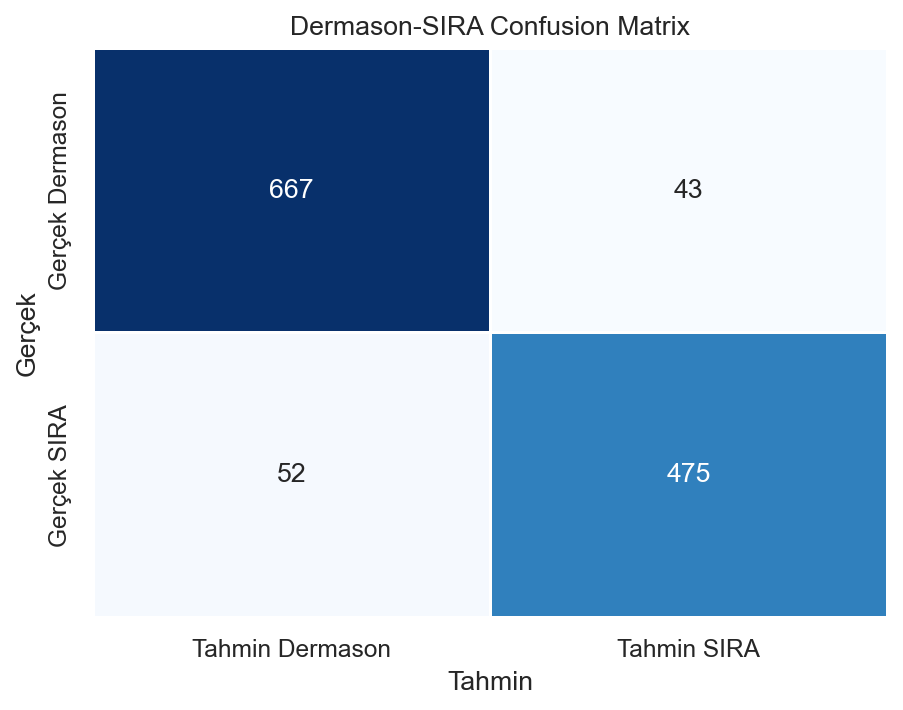 Dermason-SIRA Confusion Matrix
Gerçek
Gerçek Dermason
667
43
Gerçek SIRA
52
475
Tahmin Dermason
Tahmin SIRA
Tahmin